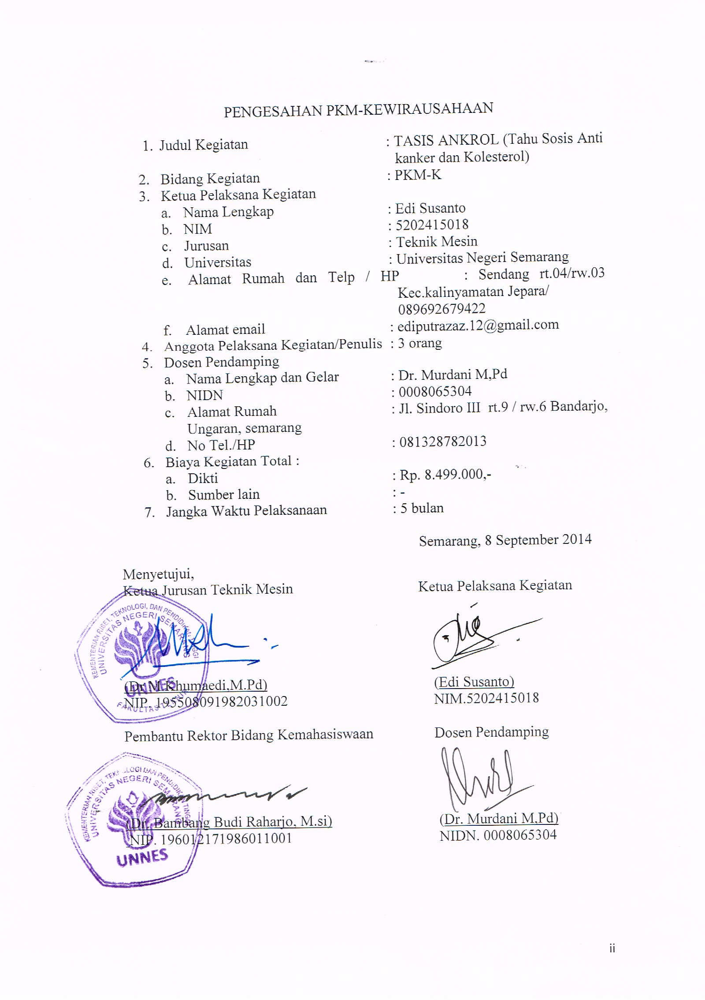 PENGESAHAN PKM-KEWIRAUSAHAAN
1. Judul Kegiatan : TASIS ANKROL (Tahu Sosis Anti
kanker dan Kolesterol)
2. Bidang Kegiatan : PKM-K
3. Ketua Pelaksana Kegiatan
a. Nama Lengkap : Edi Susanto
b. NIM : 5202415018
c. Jurusan : Teknik Mesin
d. Universitas : Universitas Negeri Semarang
e. Alamat Rumah dan Telp / HP : Sendang rt.04/rw.03
Kec.kalinyamatan Jepara/
089692679422
f. Alamat email : ediputrazaz.12@gmail.com
4. Anggota Pelaksana Kegiatan/Penulis : 3 orang
5. Dosen Pendamping
a. Nama Lengkap dan Gelar : Dr. Murdani M,Pd
b. NIDN : 0008065304
c. Alamat Rumah : Jl. Sindoro III rt.9 / rw.6 Bandarjo,
Ungaran, semarang
d. No Tel./HP : 081328782013
6. Biaya Kegiatan Total :
a. Dikti : Rp. 8.499.000,-
b. Sumber lain : -
7. Jangka Waktu Pelaksanaan : 5 bulan
Semarang, 8 September 2014
Menyetujui,
Ketua Jurusan Teknik Mesin
Ketua Pelaksana Kegiatan
KEMENTERIAN RISET, TEKNOLOGI, DAN PENDIDIKAN TINGGI
UNIVERSITAS NEGERI SEMARANG
UNNES
FAKULTAS TEKNIK
(Dr M.Khumaedi,M.Pd)
NIP. 195508091982031002
(Edi Susanto)
NIM.5202415018
Pembantu Rektor Bidang Kemahasiswaan
Dosen Pendamping
KEMENTERIAN RISET, TEKNOLOGI DAN PENDIDIKAN TINGGI
UNIVERSITAS NEGERI SEMARANG
UNNES
(Dr. Bambang Budi Raharjo, M.si)
NIP. 196012171986011001
(Dr. Murdani M,Pd)
NIDN. 0008065304
ii